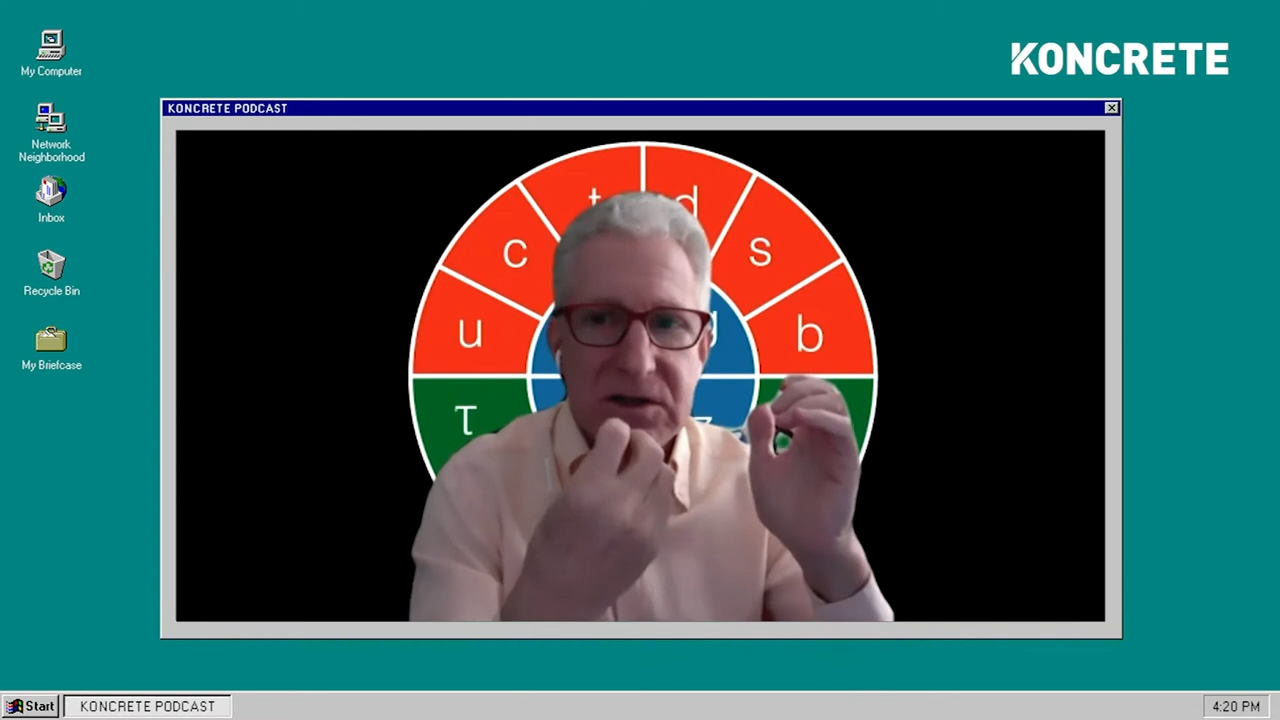 My Computer
KONCRETE
KONCRETE PODCAST
Network
Neighborhood
Inbox
Recycle Bin
My Briefcase
t
d
c
s
u
b
τ
Start
KONCRETE PODCAST
4:20 PM